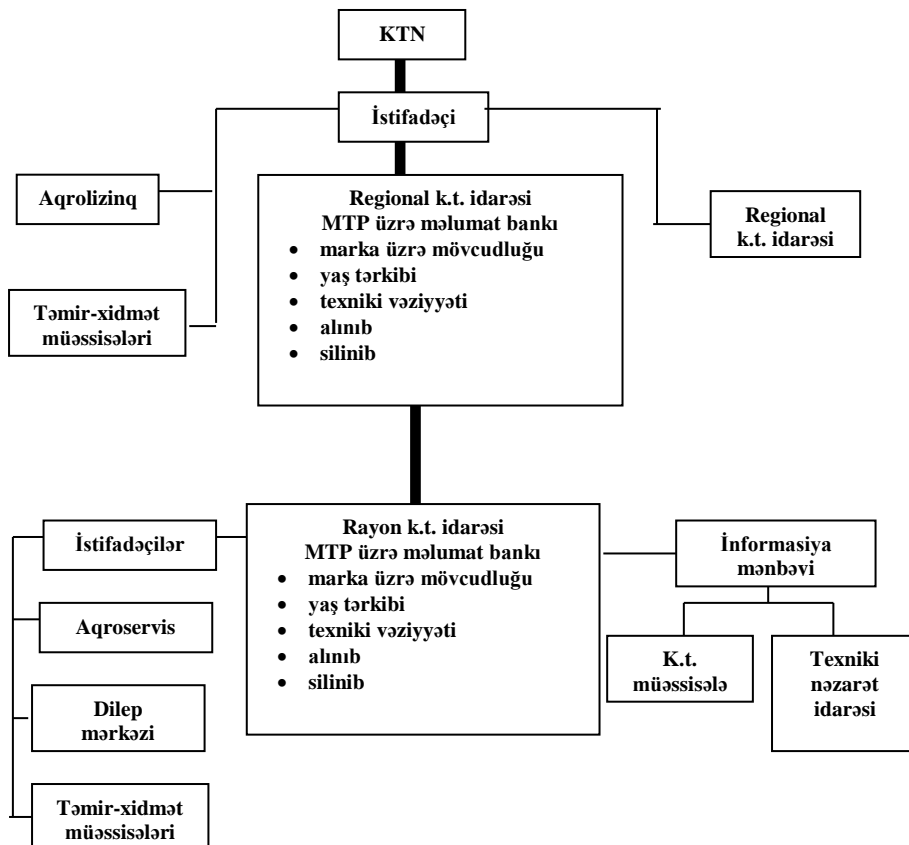 KTN
İstifadəçi
Aqrolizinq
Regional k.t. idarəsi
MTP üzrə məlumat bankı
• marka üzrə mövcudluğu
• yaş tərkibi
• texniki vəziyyəti
• alınıb
• silinib
Regional
k.t. idarəsi
Təmir-xidmət
müəssisələri
İstifadəçilər
Rayon k.t. idarəsi
MTP üzrə məlumat bankı
• marka üzrə mövcudluğu
• yaş tərkibi
• texniki vəziyyəti
• alınıb
• silinib
İnformasiya
mənbəvi
Aqroservis
K.t.
müəssisələ
Texniki
nəzarət
idarəsi
Dilep
mərkəzi
Təmir-xidmət
müəssisələri